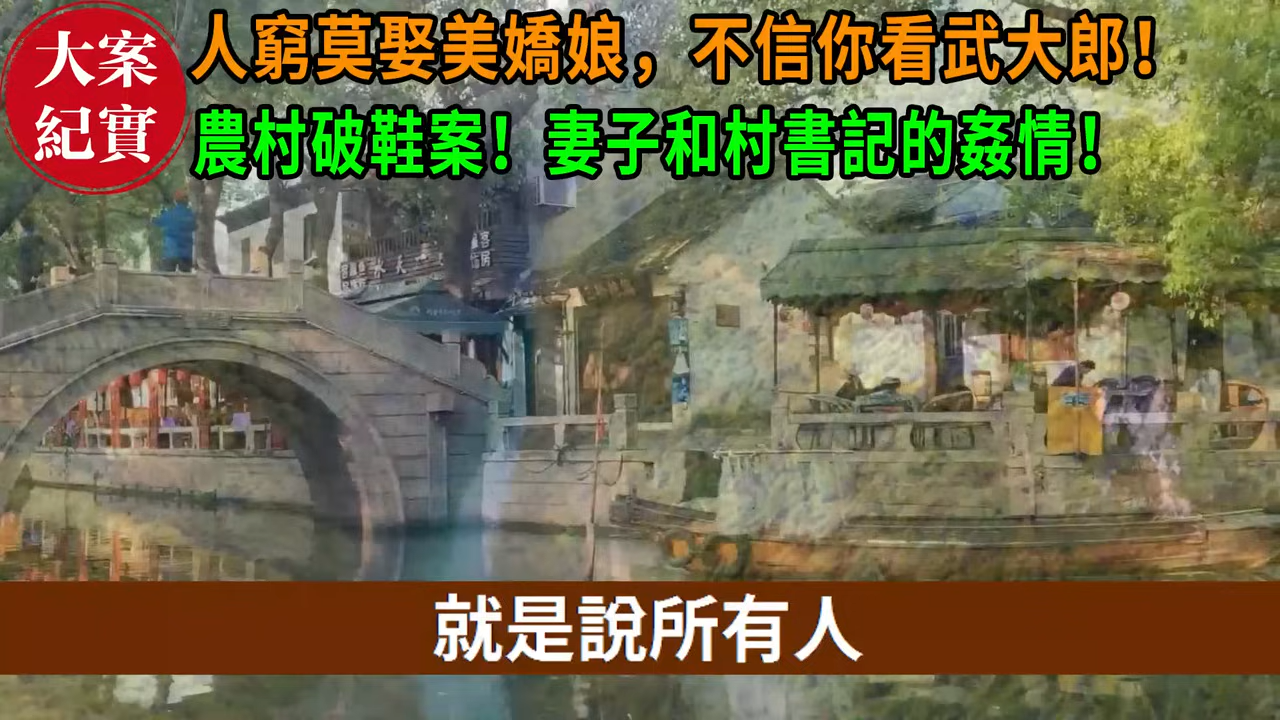 大案
紀實
人窮莫娶美嬌娘，不信你看武大郎！
農村破鞋案！妻子和村書記的姦情！
客房
就是說所有人